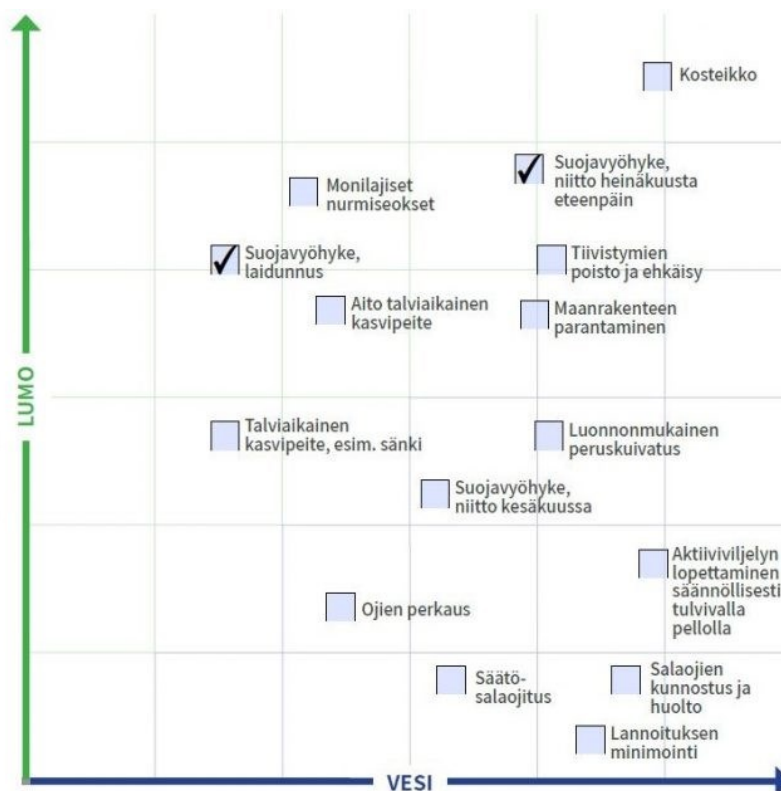 Kosteikko
Suojavyöhyke,
niitto heinäkuusta
eteenpäin
Monilajiset
nurmiseokset
Suojavyöhyke,
laidunnus
Tiivistymien
poisto ja ehkäisy
Aito talviaikainen
kasvipeite
Maanrakenteen
parantaminen
LUMO
Talviaikainen
kasvipeite, esim. sänki
Luonnonmukainen
peruskuivatus
Suojavyöhyke,
niitto kesäkuussa
Aktiiviviljelyn
lopettaminen
säännöllisesti
tulvivalla
pellolla
Ojien perkaus
Säätö-
salaojitus
Salaojien
kunnostus ja
huolto
Lannoituksen
minimointi
VESI